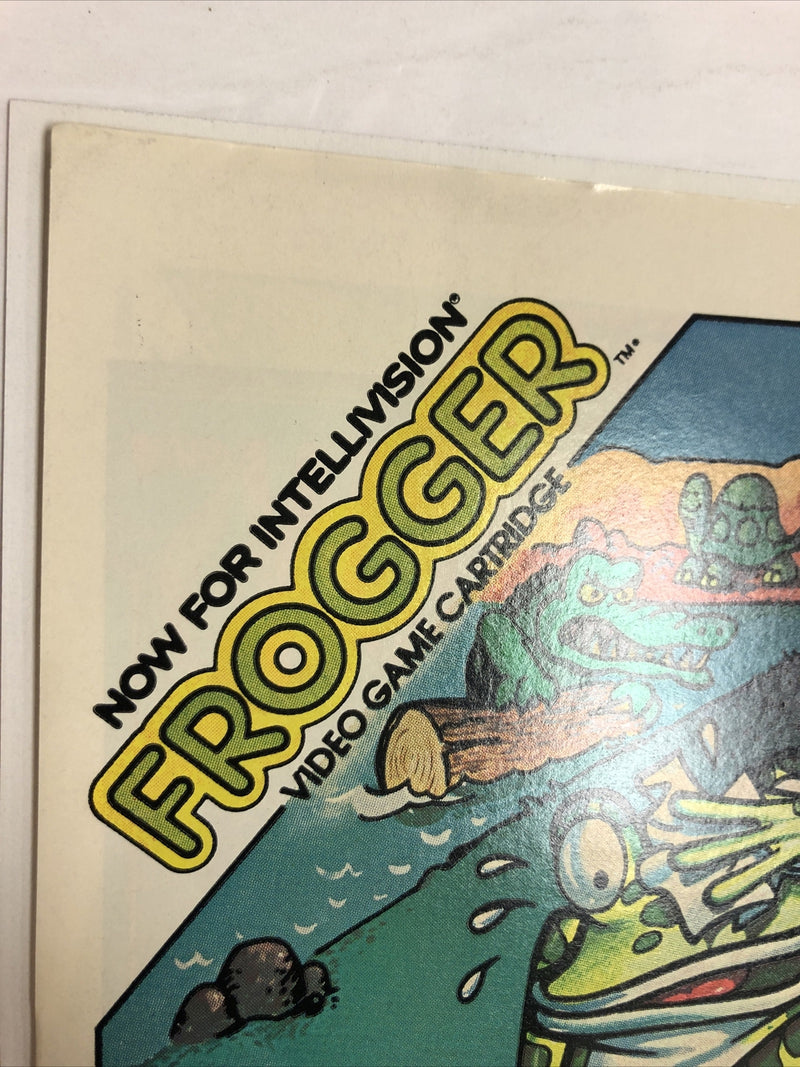 NOW FOR INTELLIVISION®
FROGGER™
VIDEO GAME CARTRIDGE